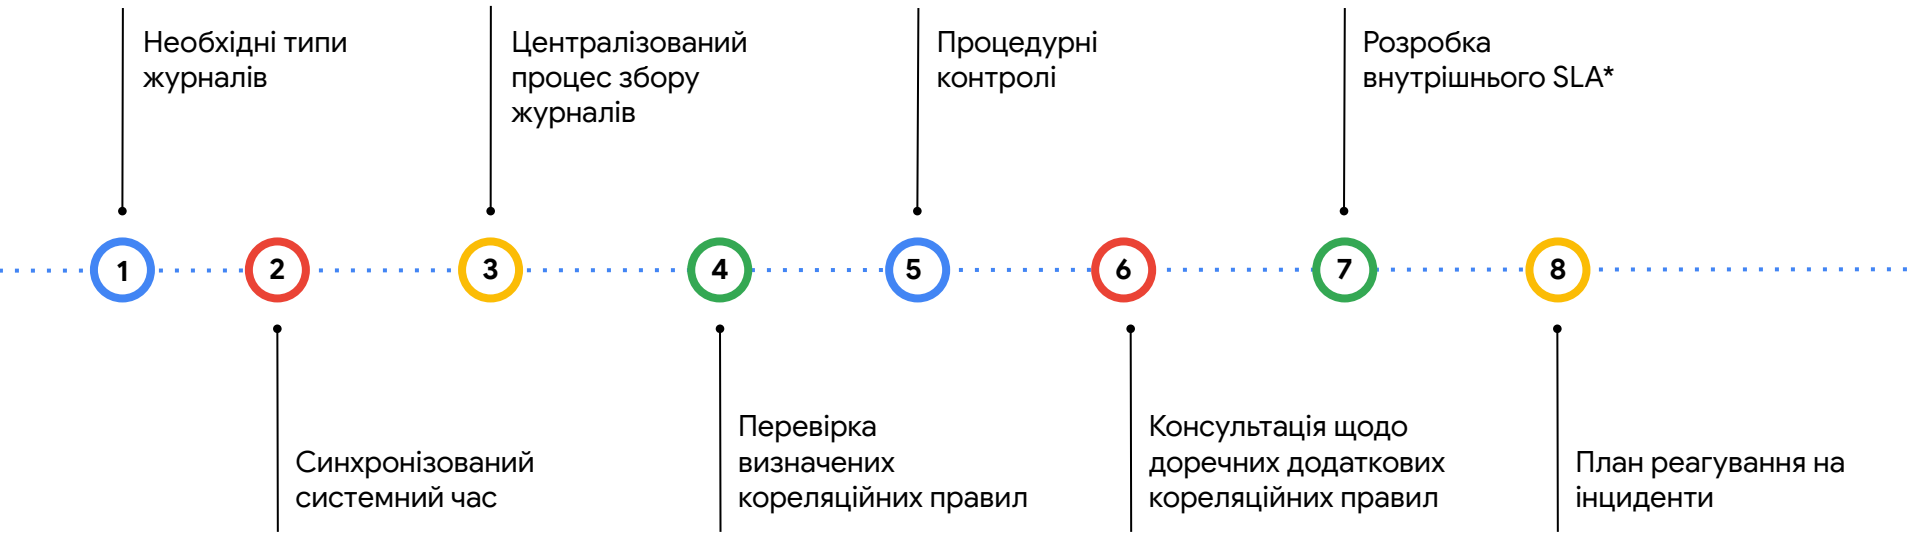 Необхідні типи
журналів
Централізований
процес збору
журналів
Процедурні
контролі
Розробка
внутрішнього SLA*
1
2
3
4
5
6
7
8
Синхронізований
системний час
Перевірка
визначених
кореляційних правил
Консультація щодо
доречних додаткових
кореляційних правил
План реагування на
інциденти